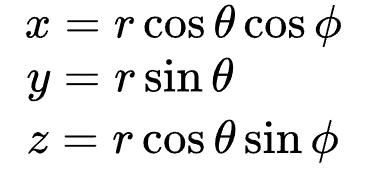 x = r cos θ cos ϕ
y = r sin θ
z = r cos θ sin ϕ